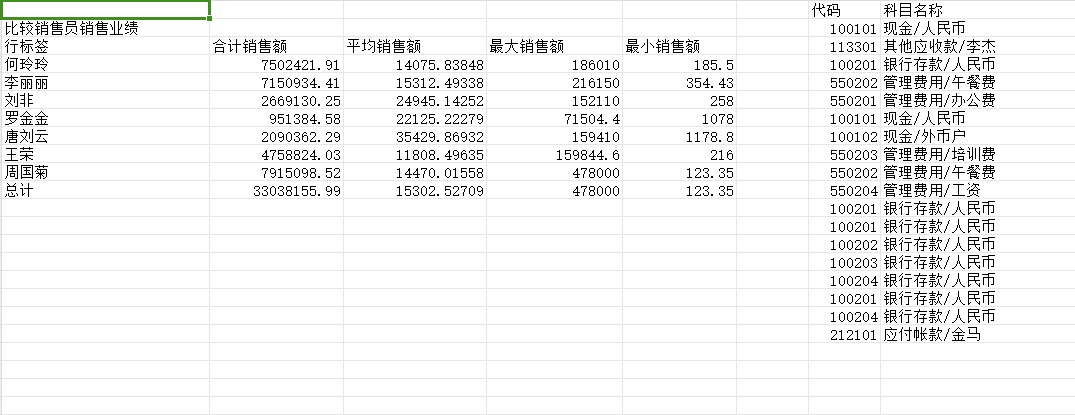 代码 科目名称
比较销售员销售业绩 100101 现金/人民币
行标签 合计销售额 平均销售额 最大销售额 最小销售额 113301 其他应收款/李杰
何玲玲 7502421.91 14075.83848 186010 185.5 100201 银行存款/人民币
李丽丽 7150934.41 15312.49338 216150 354.43 550202 管理费用/午餐费
刘非 2669130.25 24945.14252 152110 258 550201 管理费用/办公费
罗金金 951384.58 22125.22279 71504.4 1078 100101 现金/人民币
唐刘云 2090362.29 35429.86932 159410 1178.8 100102 现金/外币户
王荣 4758824.03 11808.49635 159844.6 216 550203 管理费用/培训费
周国菊 7915098.52 14470.01558 478000 123.35 550202 管理费用/午餐费
总计 33038155.99 15302.52709 478000 123.35 550204 管理费用/工资
100201 银行存款/人民币
100201 银行存款/人民币
100202 银行存款/人民币
100203 银行存款/人民币
100204 银行存款/人民币
100201 银行存款/人民币
100204 银行存款/人民币
212101 应付帐款/金马